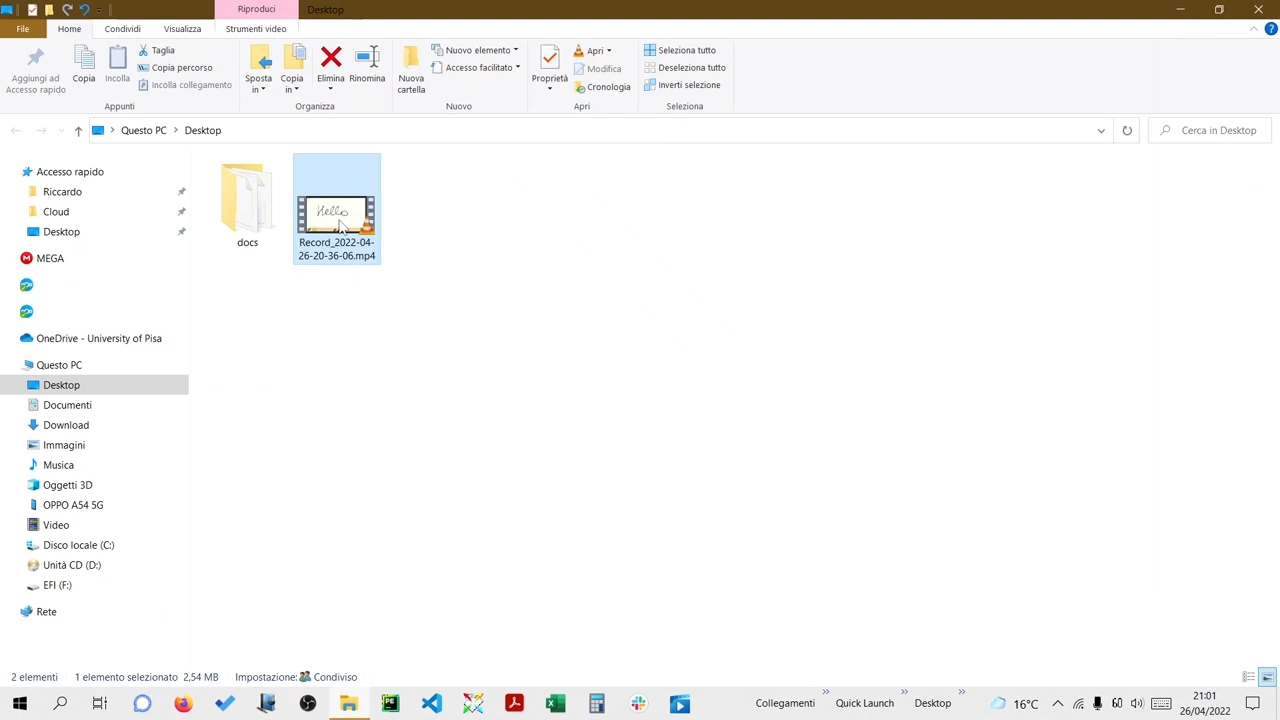 Riproduci
Desktop
File
Home
Condividi
Visualizza
Strumenti video
Aggiungi ad
Accesso rapido
Copia
Incolla
Taglia
Copia percorso
Incolla collegamento
Appunti
Sposta
in
Copia
in
Elimina
Rinomina
Organizza
Nuova
cartella
Nuovo elemento
Accesso facilitato
Nuovo
Proprietà
Apri
Modifica
Cronologia
Apri
Seleziona tutto
Deseleziona tutto
Inverti selezione
Seleziona
Questo PC
Desktop
Cerca in Desktop
Accesso rapido
Riccardo
Cloud
Desktop
MEGA
OneDrive - University of Pisa
Questo PC
Desktop
Documenti
Download
Immagini
Musica
Oggetti 3D
OPPO A54 5G
Video
Disco locale (C:)
Unità CD (D:)
EFI (F:)
Rete
docs
Hello
Record_2022-04-
26-20-36-06.mp4
2 elementi
1 elemento selezionato 2,54 MB
Impostazione: Condiviso
Collegamenti
Quick Launch
Desktop
16°C
21:01
26/04/2022